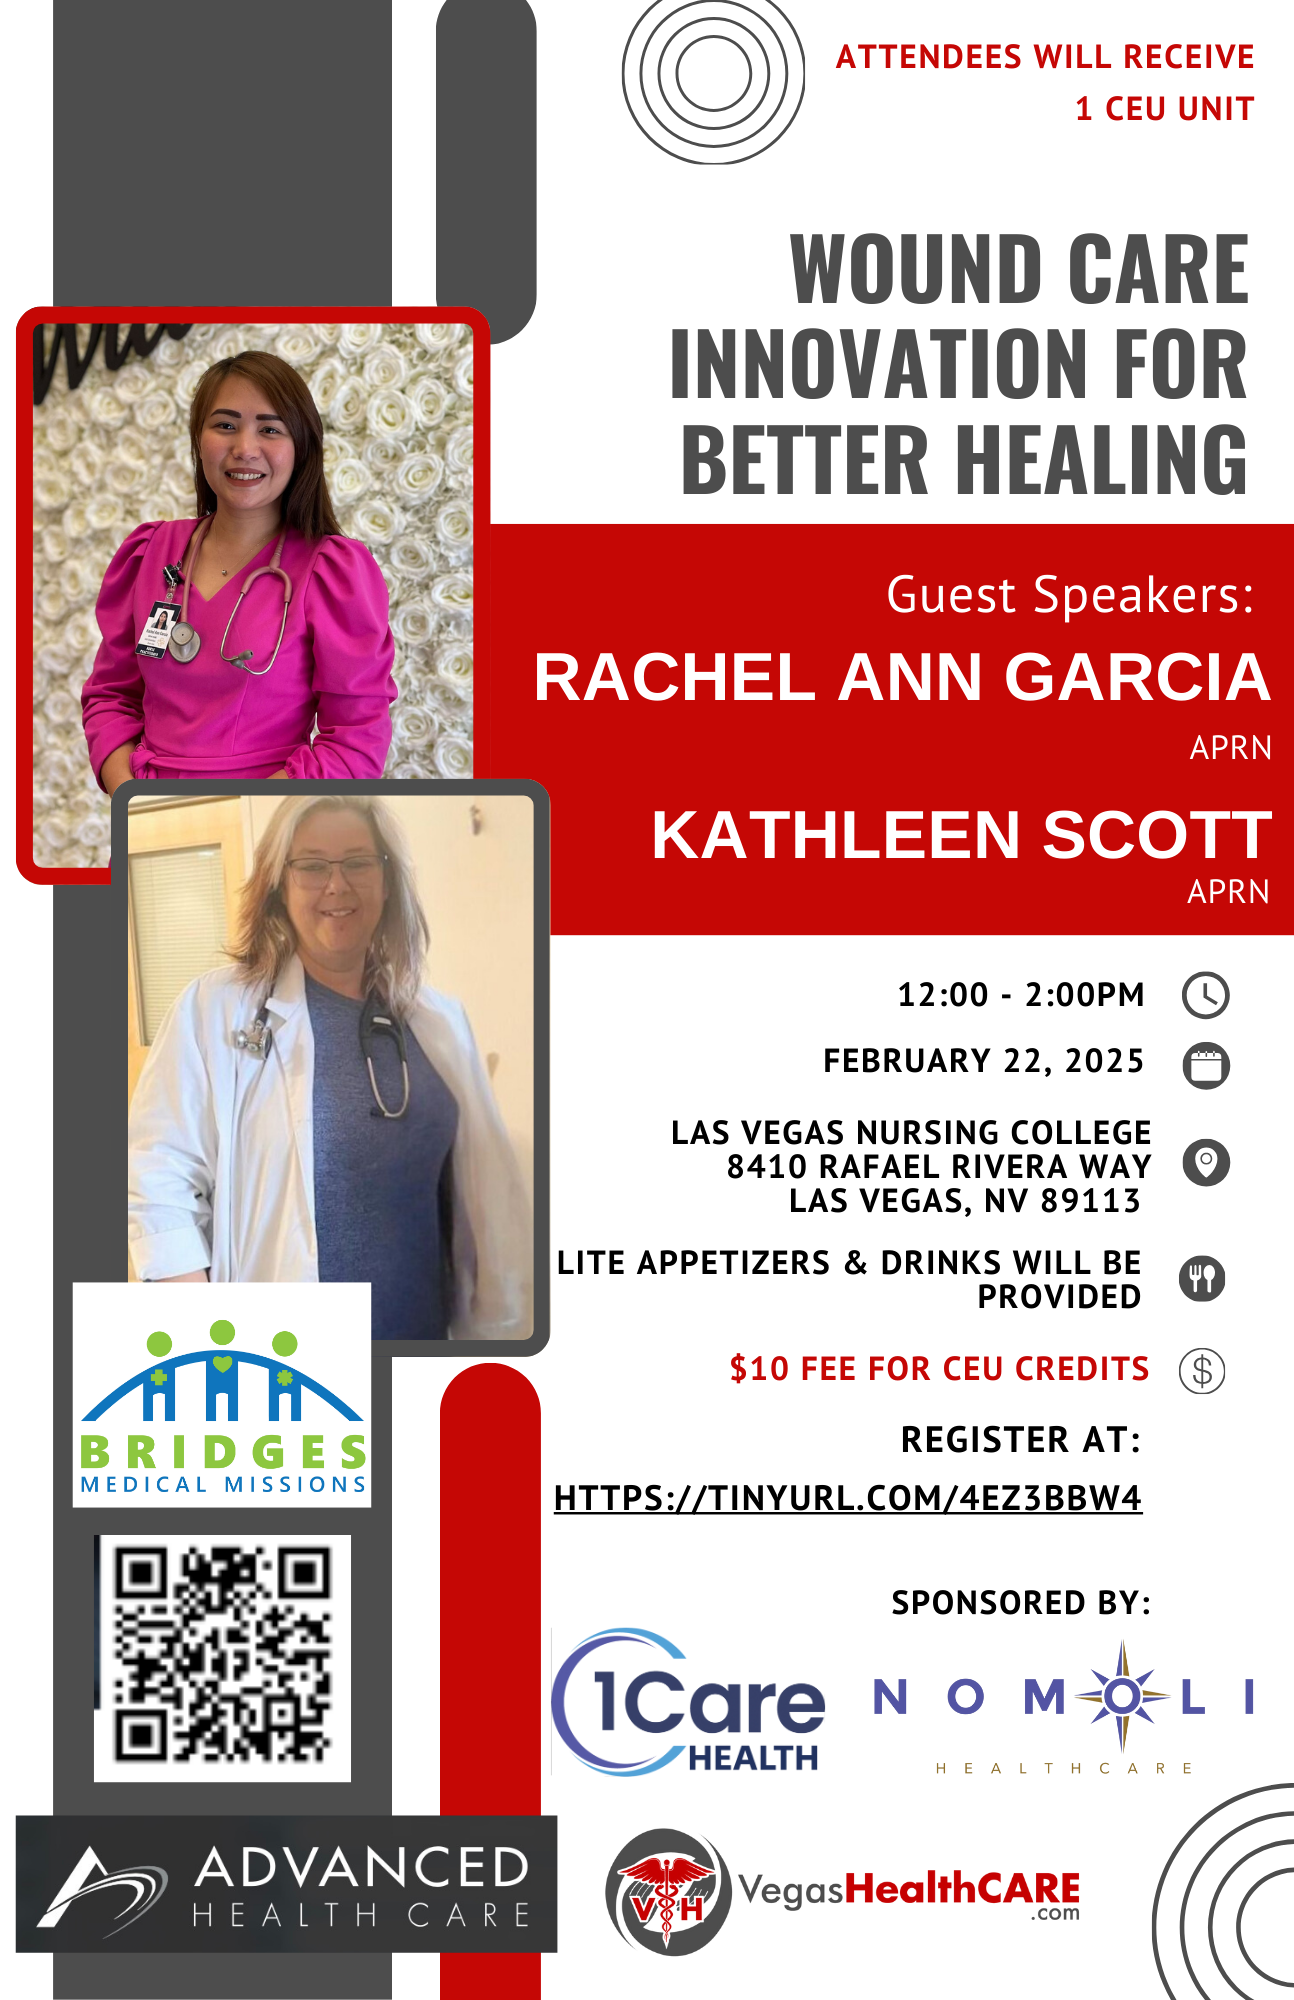 ATTENDEES WILL RECEIVE
1 CEU UNIT
WOUND CARE
INNOVATION FOR
BETTER HEALING
Guest Speakers:
RACHEL ANN GARCIA
APRN
KATHLEEN SCOTT
APRN
12:00 - 2:00PM
FEBRUARY 22, 2025
LAS VEGAS NURSING COLLEGE
8410 RAFAEL RIVERA WAY
LAS VEGAS, NV 89113
LITE APPETIZERS & DRINKS WILL BE
PROVIDED
$10 FEE FOR CEU CREDITS
$
REGISTER AT:
HTTPS://TINYURL.COM/4EZ3BBW4
BRIDGES
MEDICAL MISSIONS
SPONSORED BY:
1Care
HEALTH
NOMOLI
HEALTHCARE
ADVANCED
HEALTH CARE
VH
VegasHealthCARE
.com